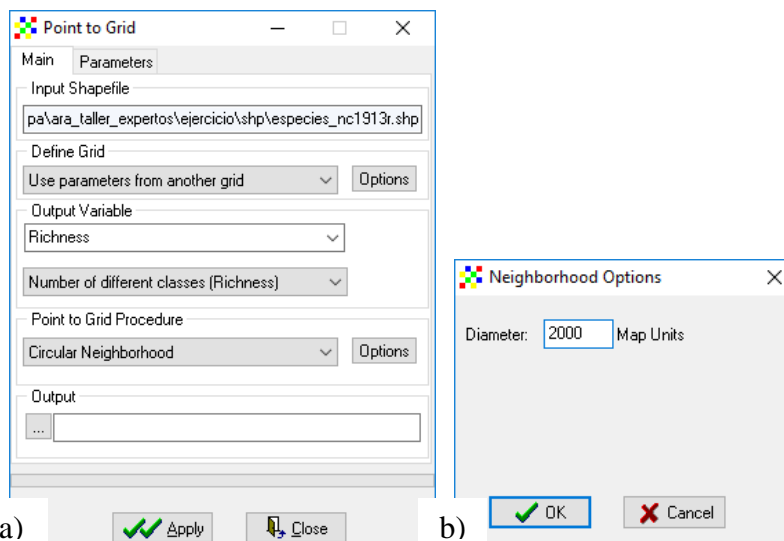 Point to Grid
Main Parameters
Input Shapefile
pa\ara_taller_expertos\ejercicio\shp\especies_nc1913r.shp
Define Grid
Use parameters from another grid Options
Output Variable
Richness
Number of different classes (Richness)
Point to Grid Procedure
Circular Neighborhood Options
Output
...
Apply Close
a)
Neighborhood Options
Diameter: 2000 Map Units
OK Cancel
b)